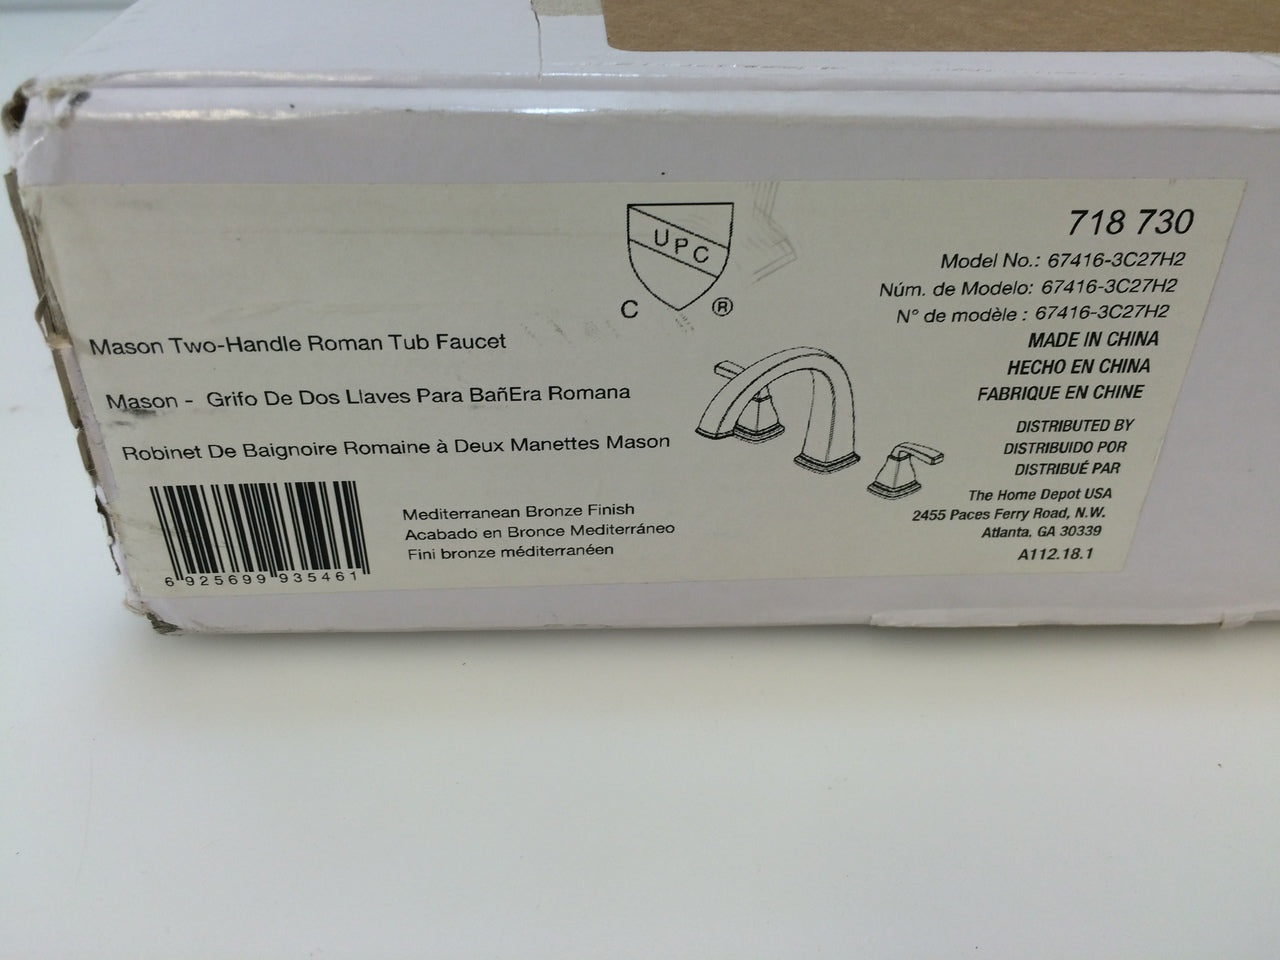 UPC
C ®
718 730
Model No.: 67416-3C27H2
Núm. de Modelo: 67416-3C27H2
N° de modèle : 67416-3C27H2
MADE IN CHINA
HECHO EN CHINA
FABRIQUE EN CHINE
DISTRIBUTED BY
DISTRIBUIDO POR
DISTRIBUÉ PAR
The Home Depot USA
2455 Paces Ferry Road, N.W.
Atlanta, GA 30339
A112.18.1
Mason Two-Handle Roman Tub Faucet
Mason - Grifo De Dos Llaves Para BañEra Romana
Robinet De Baignoire Romaine à Deux Manettes Mason
Mediterranean Bronze Finish
Acabado en Bronce Mediterráneo
Fini bronze méditerranéen
6 925699 935461